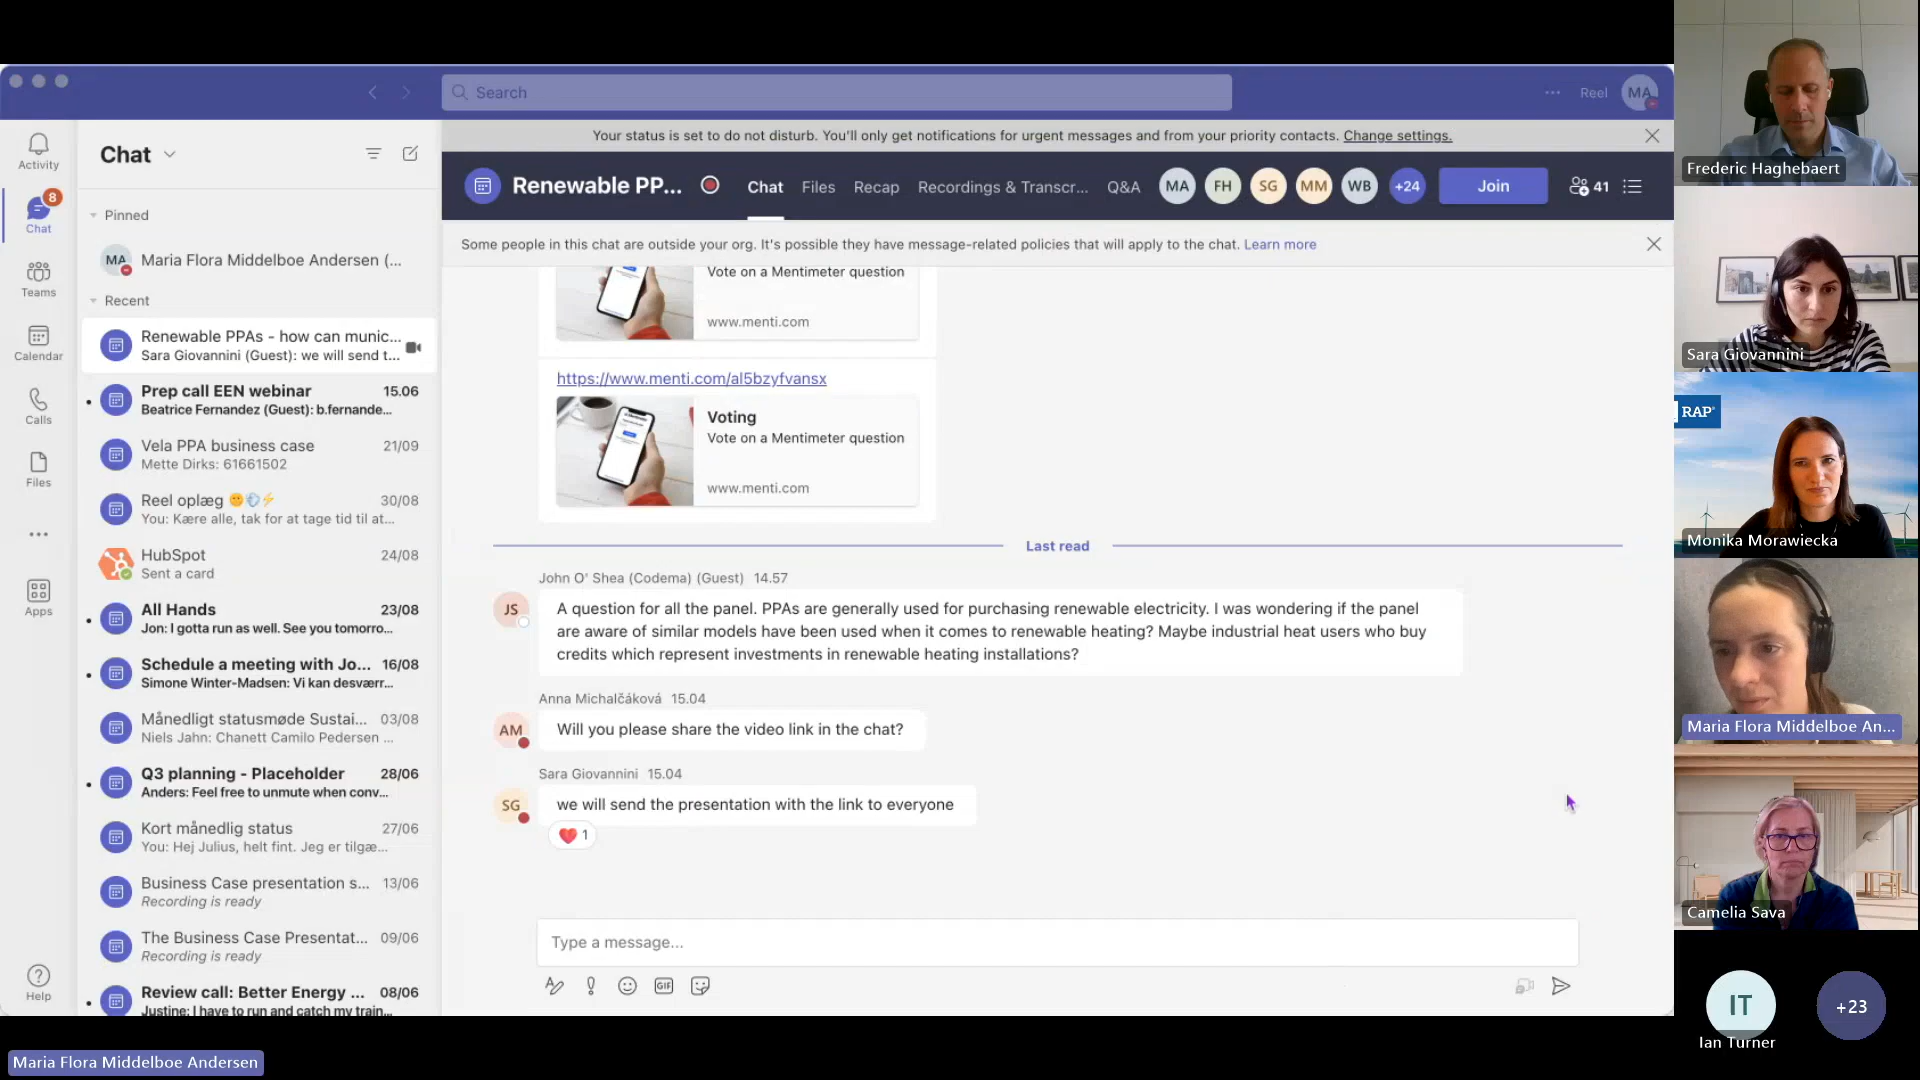 Search
Reel
MA
Your status is set to do not disturb. You'll only get notifications for urgent messages and from your priority contacts. Change settings.
Activity
8
Chat
Teams
Calendar
Calls
Files
Apps
Help
Chat
Pinned
MA
Maria Flora Middelboe Andersen (...
Recent
Renewable PPAs - how can munic...
Sara Giovannini (Guest): we will send t...
Prep call EEN webinar 15.06
Beatrice Fernandez (Guest): b.fernande...
Vela PPA business case 21/09
Mette Dirks: 61661502
Reel oplæg 30/08
You: Kære alle, tak for at tage tid til at...
HubSpot 24/08
Sent a card
All Hands 23/08
Jon: I gotta run as well. See you tomorro...
Schedule a meeting with Jo... 16/08
Simone Winter-Madsen: Vi kan desværr...
Månedligt statusmøde Sustai... 03/08
Niels Jahn: Chanett Camilo Pedersen ...
Q3 planning - Placeholder 28/06
Anders: Feel free to unmute when conv...
Kort månedlig status 27/06
You: Hej Julius, helt fint. Jeg er tilgæ...
Business Case presentation s... 13/06
Recording is ready
The Business Case Presentat... 09/06
Recording is ready
Review call: Better Energy ... 08/06
Justine: I have to run and catch my train...
Renewable PP...
Chat Files Recap Recordings & Transcr... Q&A
MA FH SG MM WB +24
Join
41
Some people in this chat are outside your org. It's possible they have message-related policies that will apply to the chat. Learn more
Vote on a Mentimeter question
www.menti.com
https://www.menti.com/al5bzyfvansx
Voting
Vote on a Mentimeter question
www.menti.com
Last read
John O' Shea (Codema) (Guest) 14.57
JS
A question for all the panel. PPAs are generally used for purchasing renewable electricity. I was wondering if the panel
are aware of similar models have been used when it comes to renewable heating? Maybe industrial heat users who buy
credits which represent investments in renewable heating installations?
Anna Michalčáková 15.04
AM
Will you please share the video link in the chat?
Sara Giovannini 15.04
SG
we will send the presentation with the link to everyone
1
Type a message...
GIF
Frederic Haghebaert
Sara Giovannini
RAP
Monika Morawiecka
Maria Flora Middelboe An...
Camelia Sava
IT
Ian Turner
+23
Maria Flora Middelboe Andersen